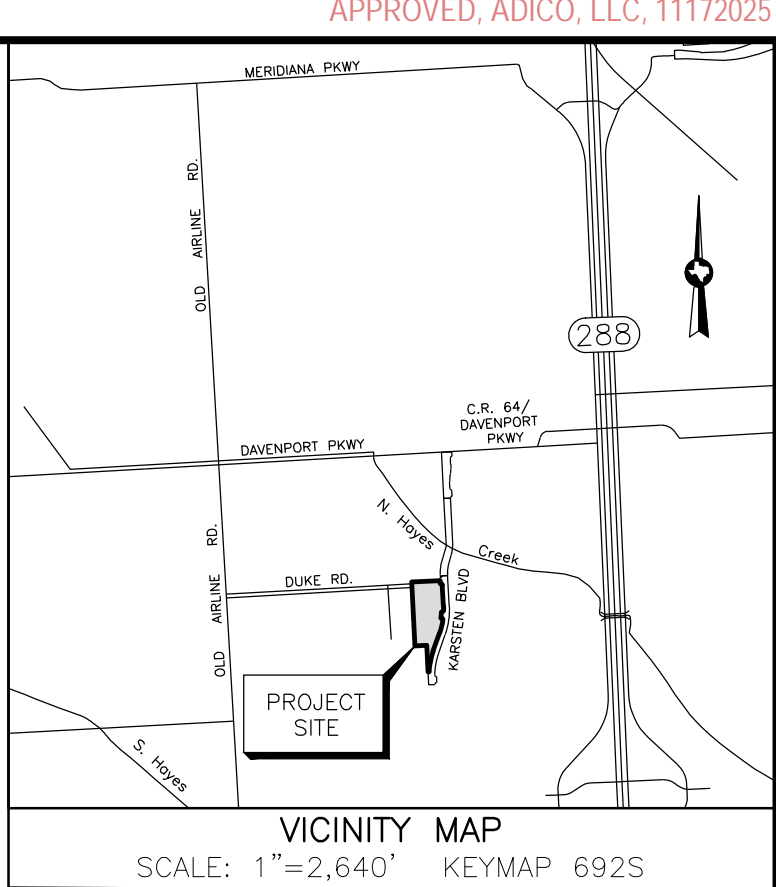 APPROVED, ADICO, LLC, 11172025
MERIDIANA PKWY
OLD AIRLINE RD.
288
C.R. 64/
DAVENPORT
PKWY
DAVENPORT PKWY
N. Hayes Creek
OLD AIRLINE RD.
DUKE RD.
KARSTEN BLVD
PROJECT
SITE
S. Hayes
VICINITY MAP
SCALE: 1"=2,640' KEYMAP 692S